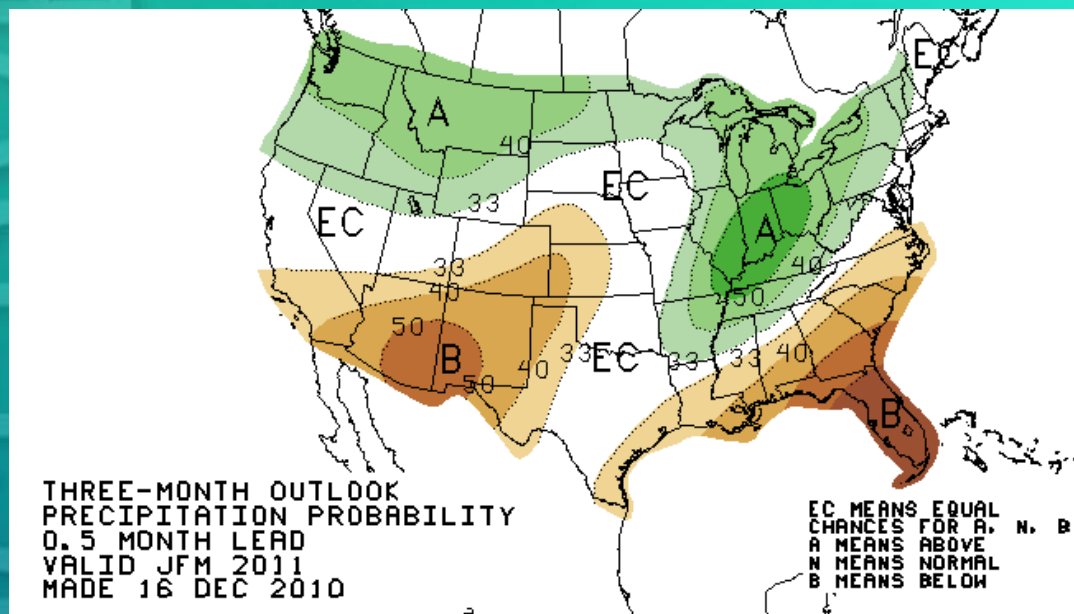 EC
A
40
EC
33
EC
A
33
40
40
50
50
B
50
40
33
EC
33
33
40
B
THREE-MONTH OUTLOOK
PRECIPITATION PROBABILITY
0.5 MONTH LEAD
VALID JFM 2011
MADE 16 DEC 2010
EC MEANS EQUAL
CHANCES FOR A, N, B
A MEANS ABOVE
N MEANS NORMAL
B MEANS BELOW